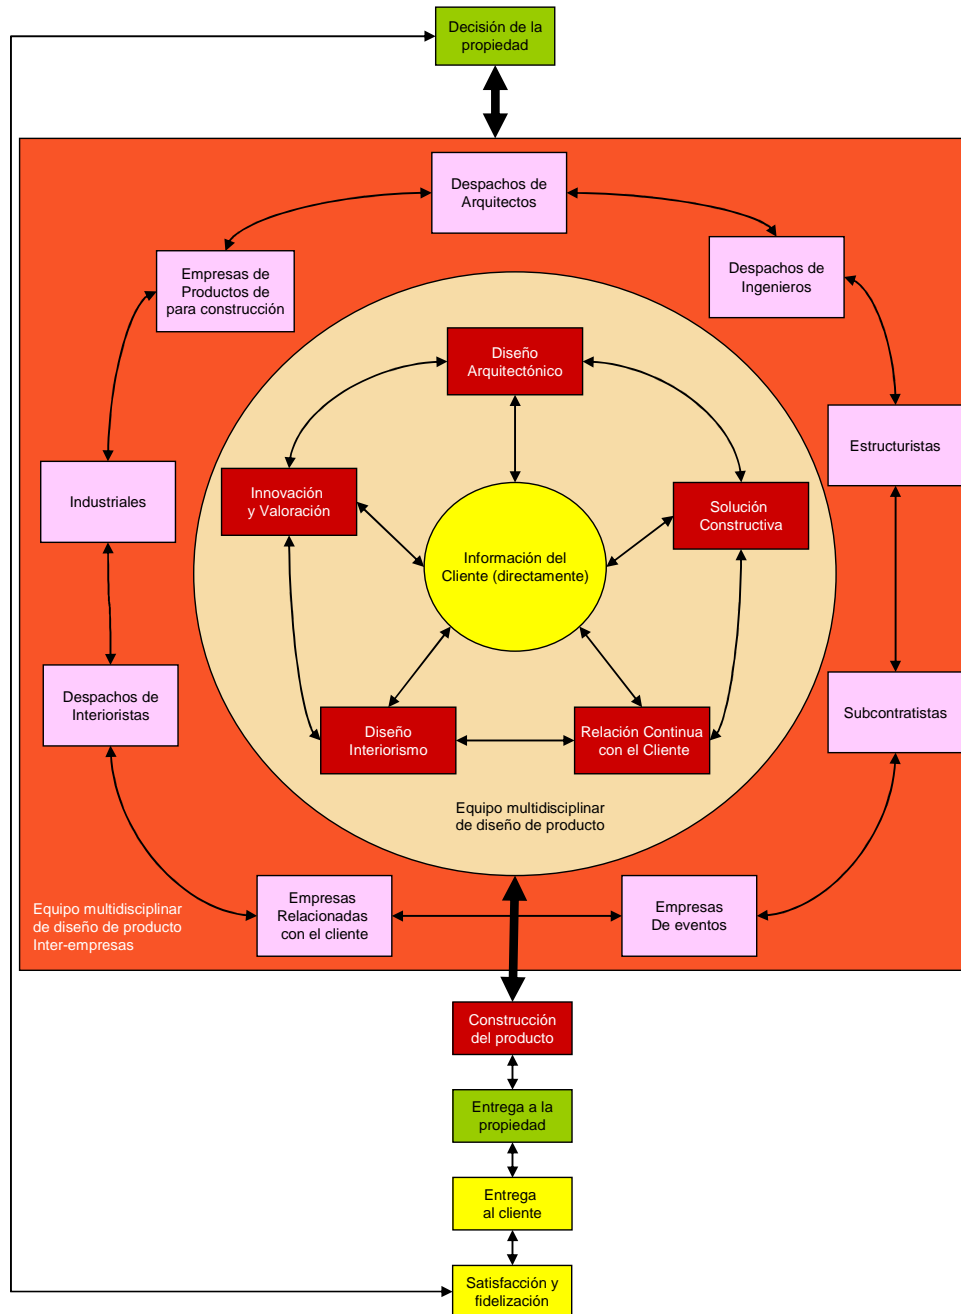 Decisión de la
propiedad
Despachos de
Arquitectos
Empresas de
Productos de
para construcción
Despachos de
Ingenieros
Diseño
Arquitectónico
Estructuristas
Industriales
Innovación
y Valoración
Solución
Constructiva
Información del
Cliente (directamente)
Despachos de
Interioristas
Diseño
Interiorismo
Relación Continua
con el Cliente
Subcontratistas
Equipo multidisciplinar
de diseño de producto
Equipo multidisciplinar
de diseño de producto
Inter-empresas
Empresas
Relacionadas
con el cliente
Empresas
De eventos
Construcción
del producto
Entrega a la
propiedad
Entrega
al cliente
Satisfacción y
fidelización